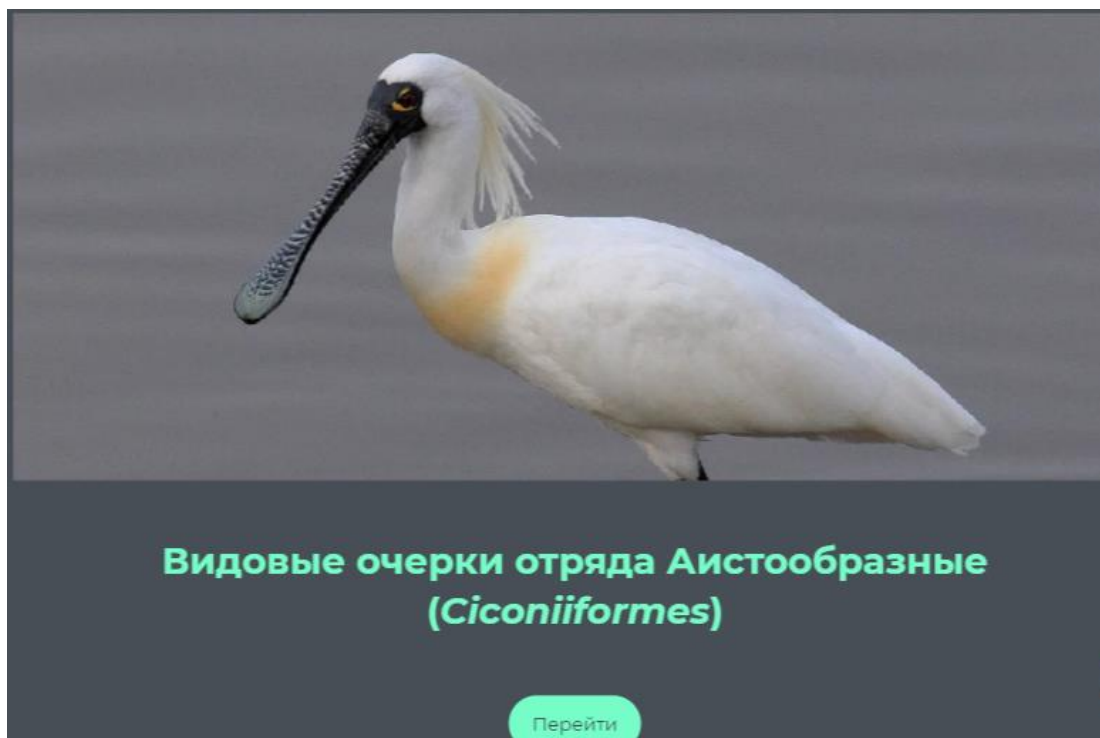 Видовые очерки отряда Аистообразные
(Ciconiiformes)
Перейти